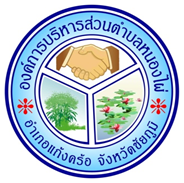 องค์การบริหารส่วนตำบลหนองไผ่
อำเภอแก้งคร้อ จังหวัดชัยภูมิ